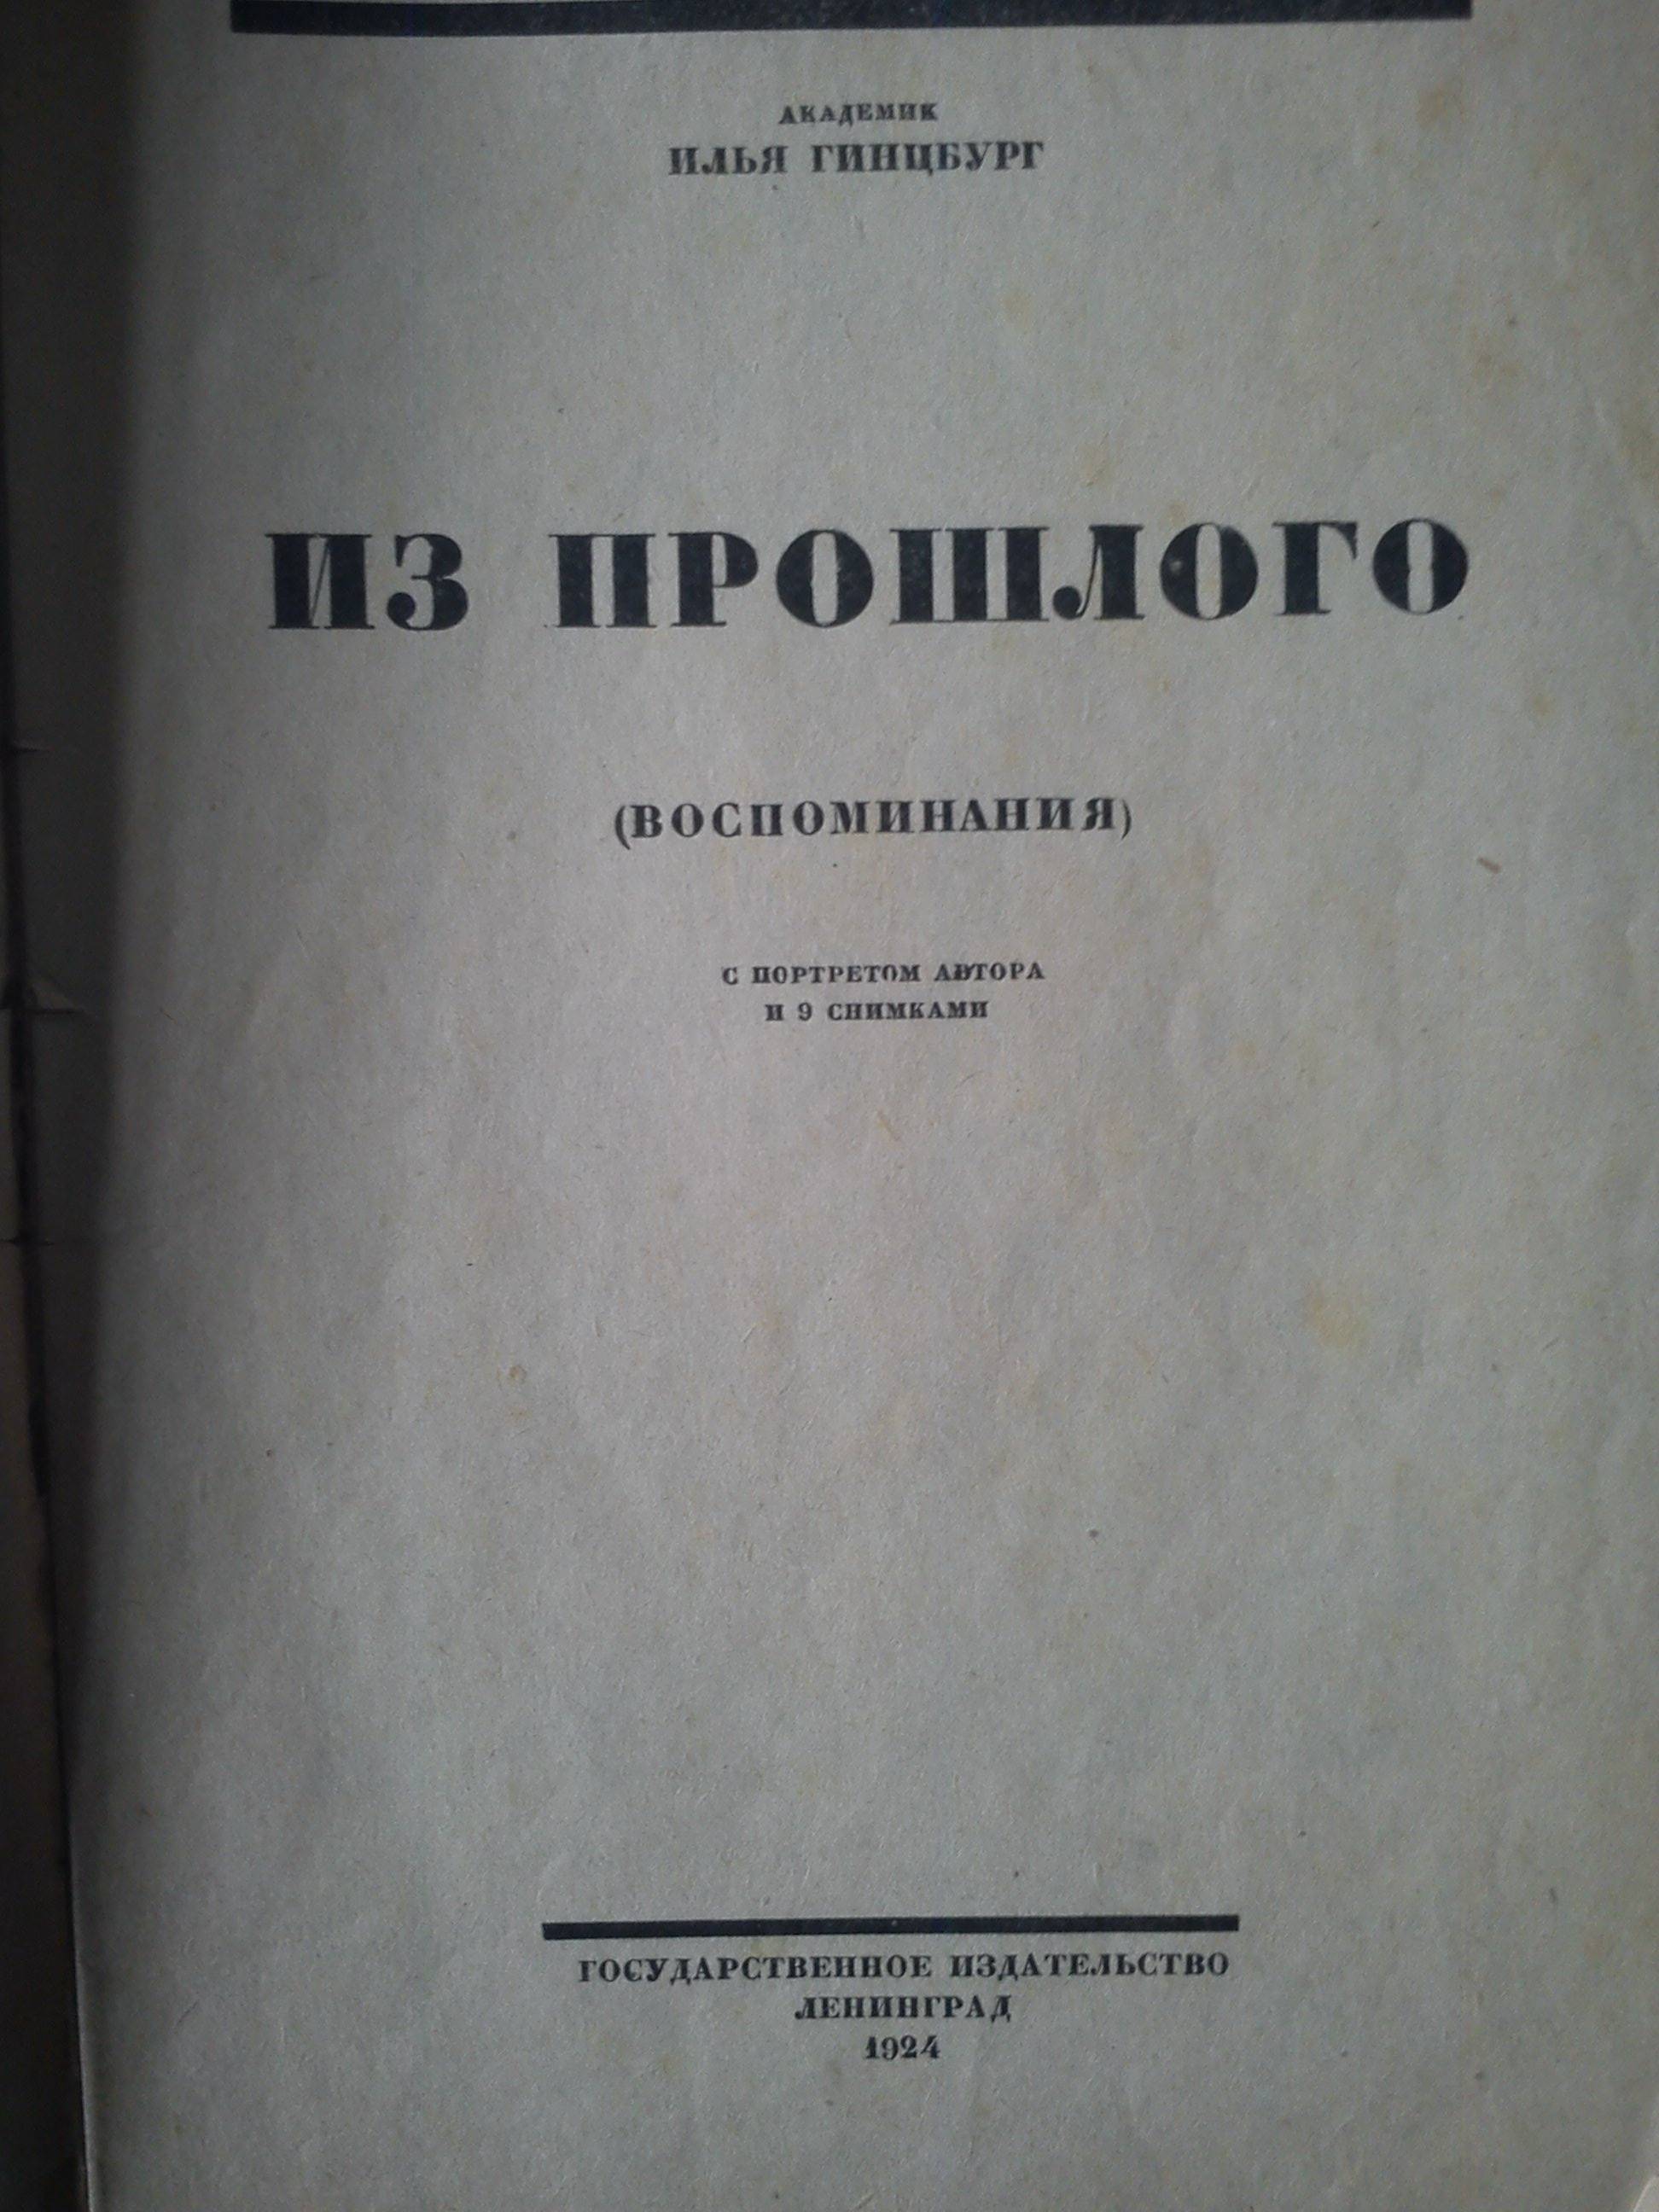 АКАДЕМИК
ИЛЬЯ ГИНЦБУРГ
ИЗ ПРОШЛОГО
(ВОСПОМИНАНИЯ)
С ПОРТРЕТОМ АВТОРА
И 9 СНИМКАМИ
ГОСУДАРСТВЕННОЕ ИЗДАТЕЛЬСТВО
ЛЕНИНГРАД
1924